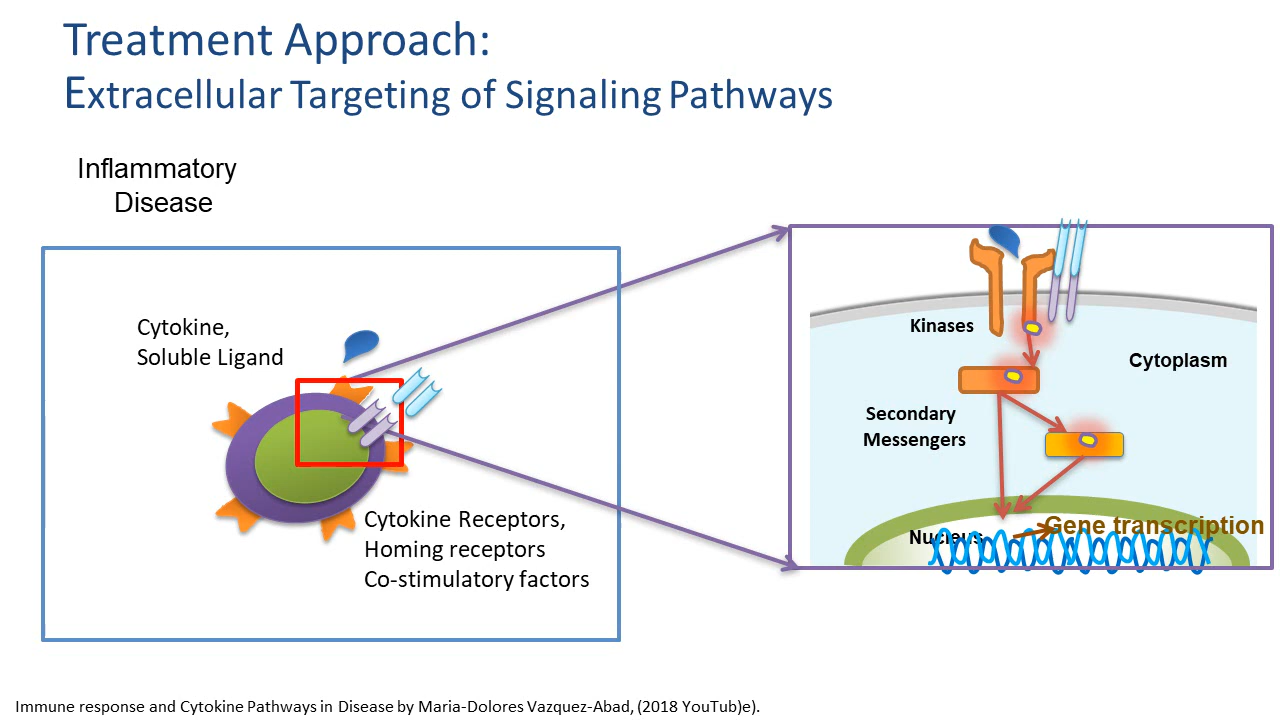 Treatment Approach:
Extracellular Targeting of Signaling Pathways
Inflammatory
Disease
Cytokine,
Soluble Ligand
Cytokine Receptors,
Homing receptors
Co-stimulatory factors
Kinases
Cytoplasm
Secondary
Messengers
Gene transcription
Nucleus
Immune response and Cytokine Pathways in Disease by Maria-Dolores Vazquez-Abad, (2018 YouTub)e).